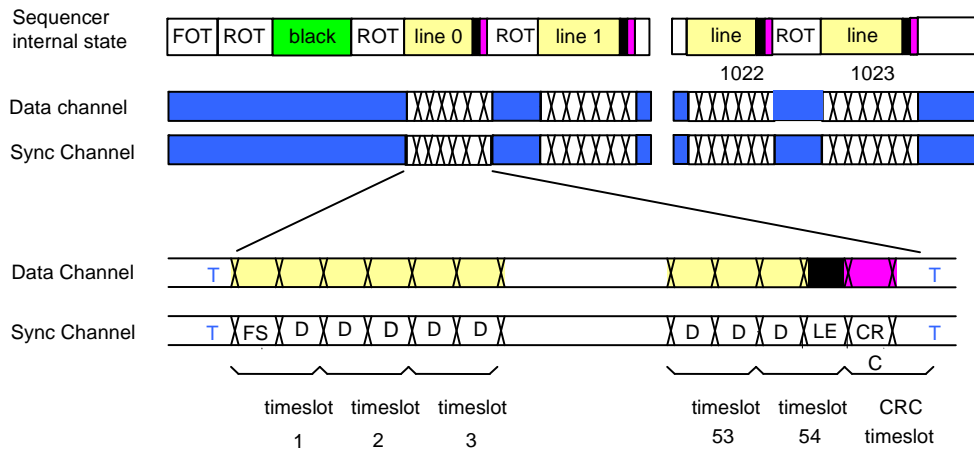 Sequencer
internal state
FOT ROT black ROT line 0 ROT line 1 line ROT line
1022 1023
Data channel
Sync Channel
Data Channel T T
Sync Channel T FS D D D D D D D D LE CR T
C
timeslot timeslot timeslot timeslot timeslot CRC
1 2 3 53 54 timeslot